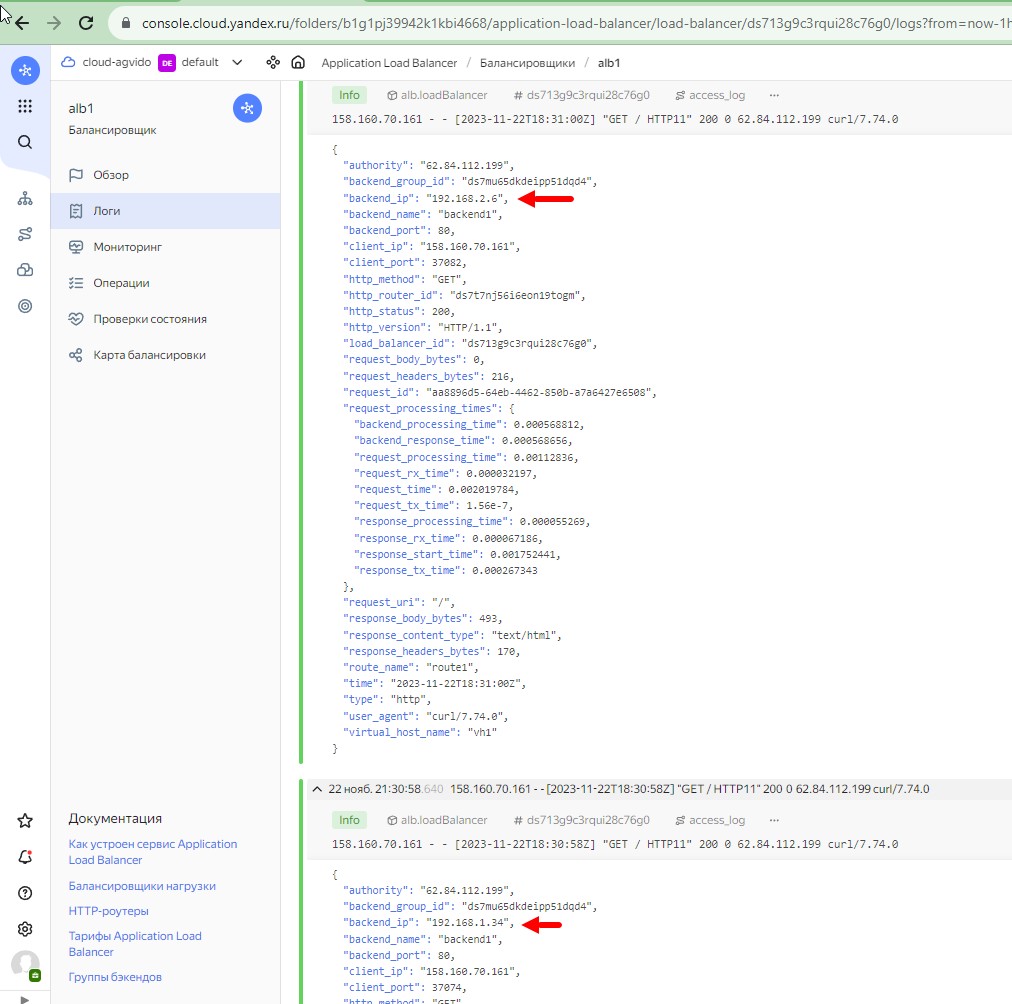 console.cloud.yandex.ru/folders/b1g1pj39942k1kbi4668/application-load-balancer/load-balancer/ds713g9c3rqui28c76g0/logs?from=now-1h
cloud-agvido DE default Application Load Balancer / Балансировщики / alb1
alb1
Балансировщик
Обзор
Логи
Мониторинг
Операции
Проверки состояния
Карта балансировки
Документация
Как устроен сервис Application
Load Balancer
Балансировщики нагрузки
HTTP-роутеры
Тарифы Application Load
Balancer
Группы бэкендов
Info alb.loadBalancer # ds713g9c3rqui28c76g0 access_log ···
158.160.70.161 - - [2023-11-22T18:31:00Z] "GET / HTTP11" 200 0 62.84.112.199 curl/7.74.0
{
"authority": "62.84.112.199",
"backend_group_id": "ds7mu65dkdeipp51dqd4",
"backend_ip": "192.168.2.6",
"backend_name": "backend1",
"backend_port": 80,
"client_ip": "158.160.70.161",
"client_port": 37082,
"http_method": "GET",
"http_router_id": "ds7t7nj56i6eon19togm",
"http_status": 200,
"http_version": "HTTP/1.1",
"load_balancer_id": "ds713g9c3rqui28c76g0",
"request_body_bytes": 0,
"request_headers_bytes": 216,
"request_id": "aa8896d5-64eb-4462-850b-a7a6427e6508",
"request_processing_times": {
"backend_processing_time": 0.000568812,
"backend_response_time": 0.000568656,
"request_processing_time": 0.00112836,
"request_rx_time": 0.000032197,
"request_time": 0.002019784,
"request_tx_time": 1.56e-7,
"response_processing_time": 0.000055269,
"response_rx_time": 0.000067186,
"response_start_time": 0.001752441,
"response_tx_time": 0.000267343
},
"request_uri": "/",
"response_body_bytes": 493,
"response_content_type": "text/html",
"response_headers_bytes": 170,
"route_name": "route1",
"time": "2023-11-22T18:31:00Z",
"type": "http",
"user_agent": "curl/7.74.0",
"virtual_host_name": "vh1"
}
22 нояб. 21:30:58.640 158.160.70.161 - - [2023-11-22T18:30:58Z] "GET / HTTP11" 200 0 62.84.112.199 curl/7.74.0
Info alb.loadBalancer # ds713g9c3rqui28c76g0 access_log ···
158.160.70.161 - - [2023-11-22T18:30:58Z] "GET / HTTP11" 200 0 62.84.112.199 curl/7.74.0
{
"authority": "62.84.112.199",
"backend_group_id": "ds7mu65dkdeipp51dqd4",
"backend_ip": "192.168.1.34",
"backend_name": "backend1",
"backend_port": 80,
"client_ip": "158.160.70.161",
"client_port": 37074,
"http_method": "GET",